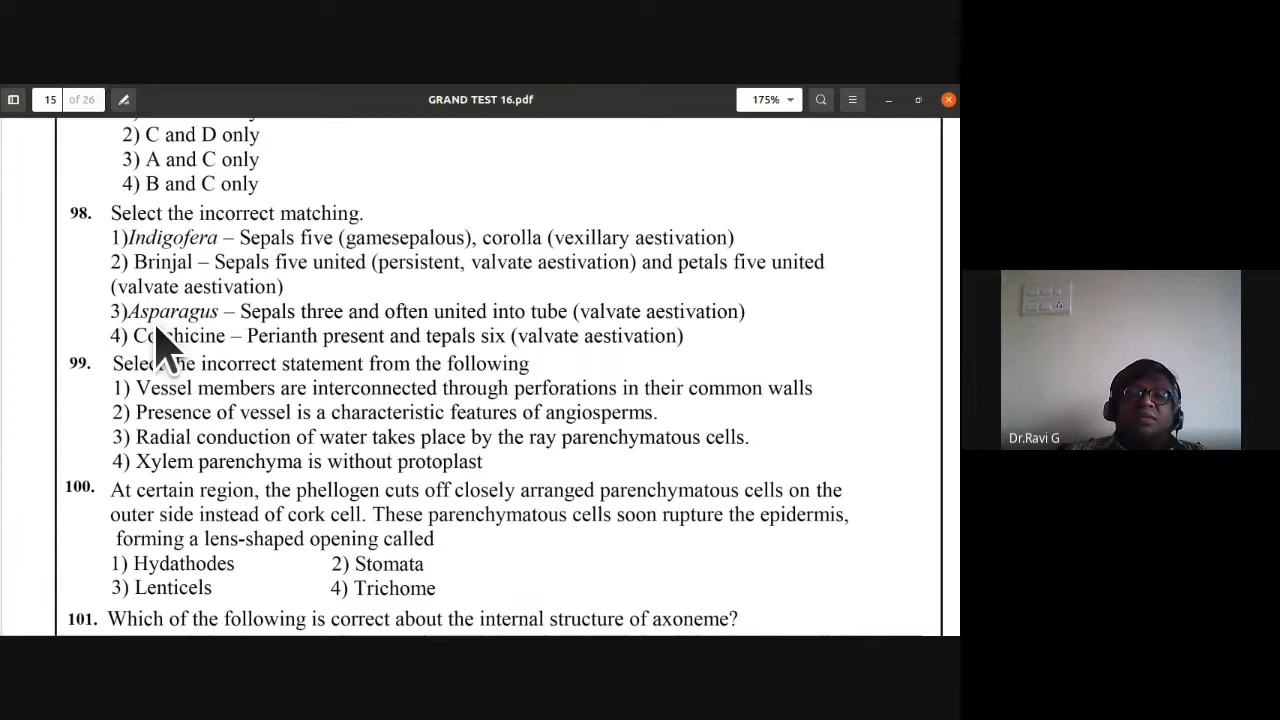 15 of 26
GRAND TEST 16.pdf
175%
2) C and D only
3) A and C only
4) B and C only
98. Select the incorrect matching.
1)Indigofera – Sepals five (gamesepalous), corolla (vexillary aestivation)
2) Brinjal – Sepals five united (persistent, valvate aestivation) and petals five united
(valvate aestivation)
3)Asparagus – Sepals three and often united into tube (valvate aestivation)
4) – Perianth present and tepals six (valvate aestivation)
99. Select the incorrect statement from the following
1) Vessel members are interconnected through perforations in their common walls
2) Presence of vessel is a characteristic features of angiosperms.
3) Radial conduction of water takes place by the ray parenchymatous cells.
4) Xylem parenchyma is without protoplast
100. At certain region, the phellogen cuts off closely arranged parenchymatous cells on the
outer side instead of cork cell. These parenchymatous cells soon rupture the epidermis,
forming a lens-shaped opening called
1) Hydathodes 2) Stomata
3) Lenticels 4) Trichome
101. Which of the following is correct about the internal structure of axoneme?
Dr.Ravi G